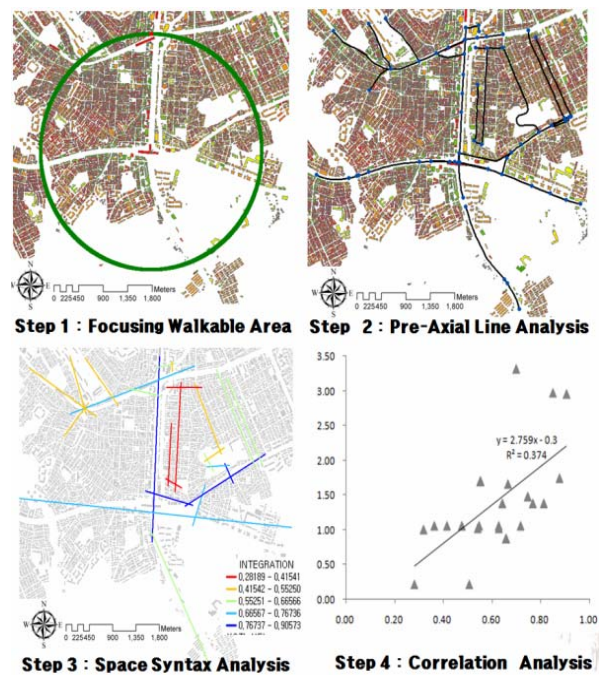 N
W E
S
0 225450 900 1,350 1,800
Meters
Step 1 : Focusing Walkable Area
N
W E
S
0 225450 900 1,350 1,800
Meters
Step 2 : Pre-Axial Line Analysis
N
W E
S
0 225450 900 1,350 1,800
Meters
INTEGRATION
0,28189 - 0,41541
0,41542 - 0,55250
0,55251 - 0,66566
0,66567 - 0,76736
0,76737 - 0,90573
Step 3 : Space Syntax Analysis
3.50
3.00
2.50
2.00
1.50
1.00
0.50
0.00
y = 2.759x - 0.3
R² = 0.374
0.00 0.20 0.40 0.60 0.80 1.00
Step 4 : Correlation Analysis